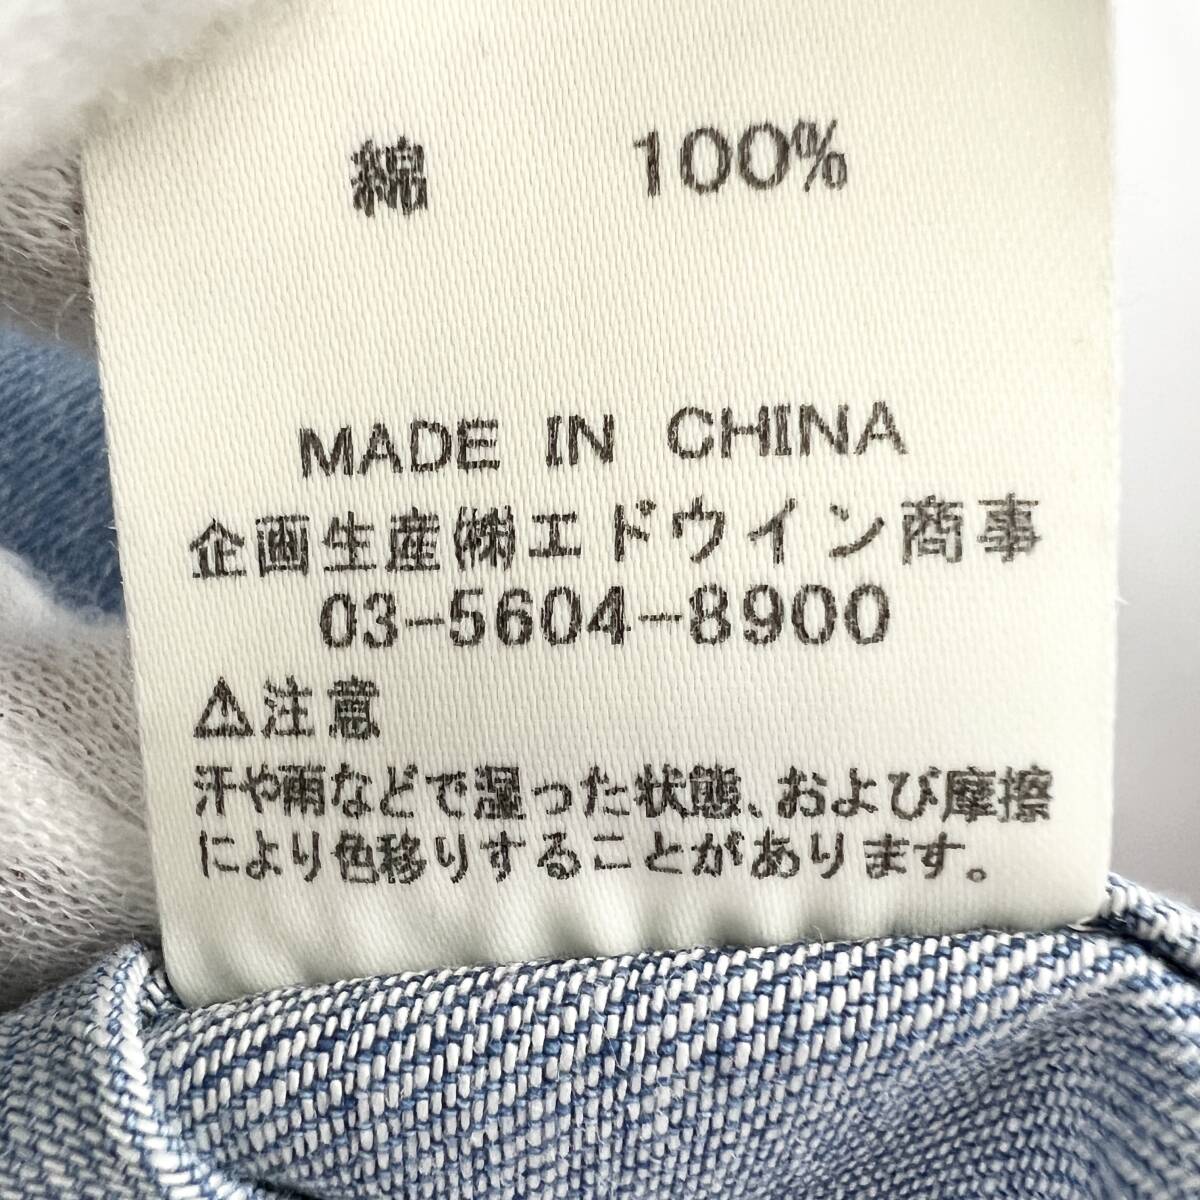 綿 100%
MADE IN CHINA
企画生産㈱エドウイン商事
03-5604-8900
⚠注意
汗や雨などで湿った状態、および摩擦
により色移りすることがあります。